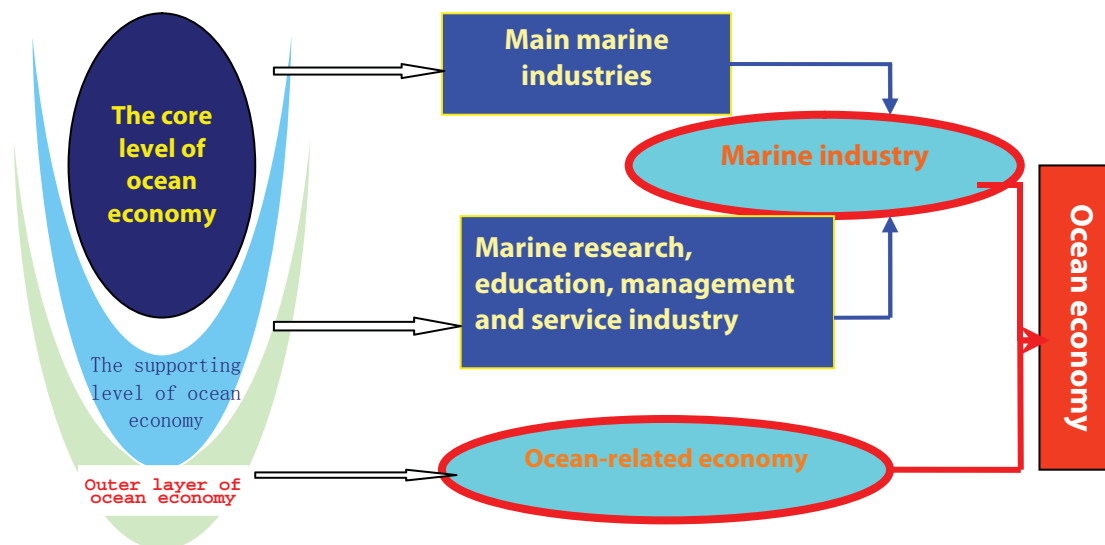 The core
level of
ocean
economy
The supporting
level of ocean
economy
Outer layer of
ocean economy
Main marine
industries
Marine industry
Marine research,
education, management
and service industry
Ocean-related economy
Ocean economy